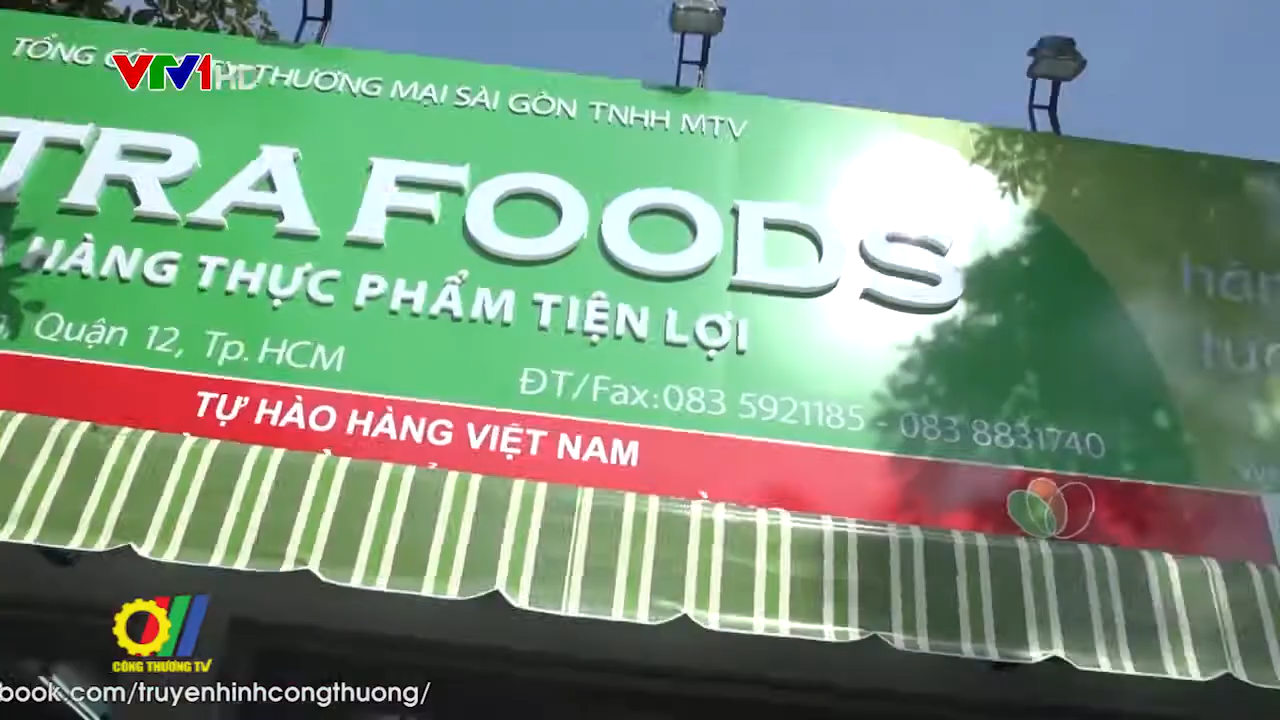 TỔNG THƯƠNG MẠI SÀI GÒN TNHH MTV
VTV1 HD
TRA FOODS
HÀNG THỰC PHẨM TIỆN LỢI
Quận 12, Tp. HCM
ĐT/Fax: 083 5921185 - 083 8831740
TỰ HÀO HÀNG VIỆT NAM
CÔNG THƯƠNG TV
book.com/truyenhinhcongthuong/